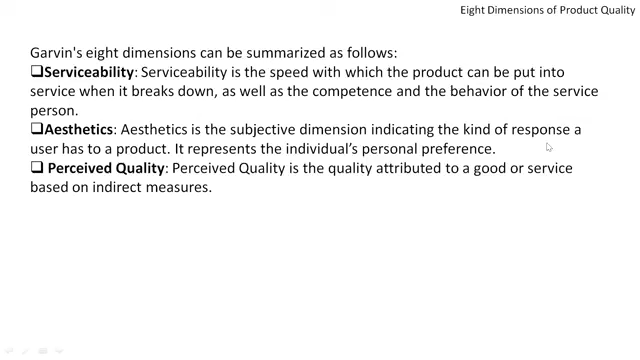 Eight Dimensions of Product Quality
Garvin's eight dimensions can be summarized as follows:
❑Serviceability: Serviceability is the speed with which the product can be put into
service when it breaks down, as well as the competence and the behavior of the service
person.
❑Aesthetics: Aesthetics is the subjective dimension indicating the kind of response a
user has to a product. It represents the individual’s personal preference.
❑ Perceived Quality: Perceived Quality is the quality attributed to a good or service
based on indirect measures.